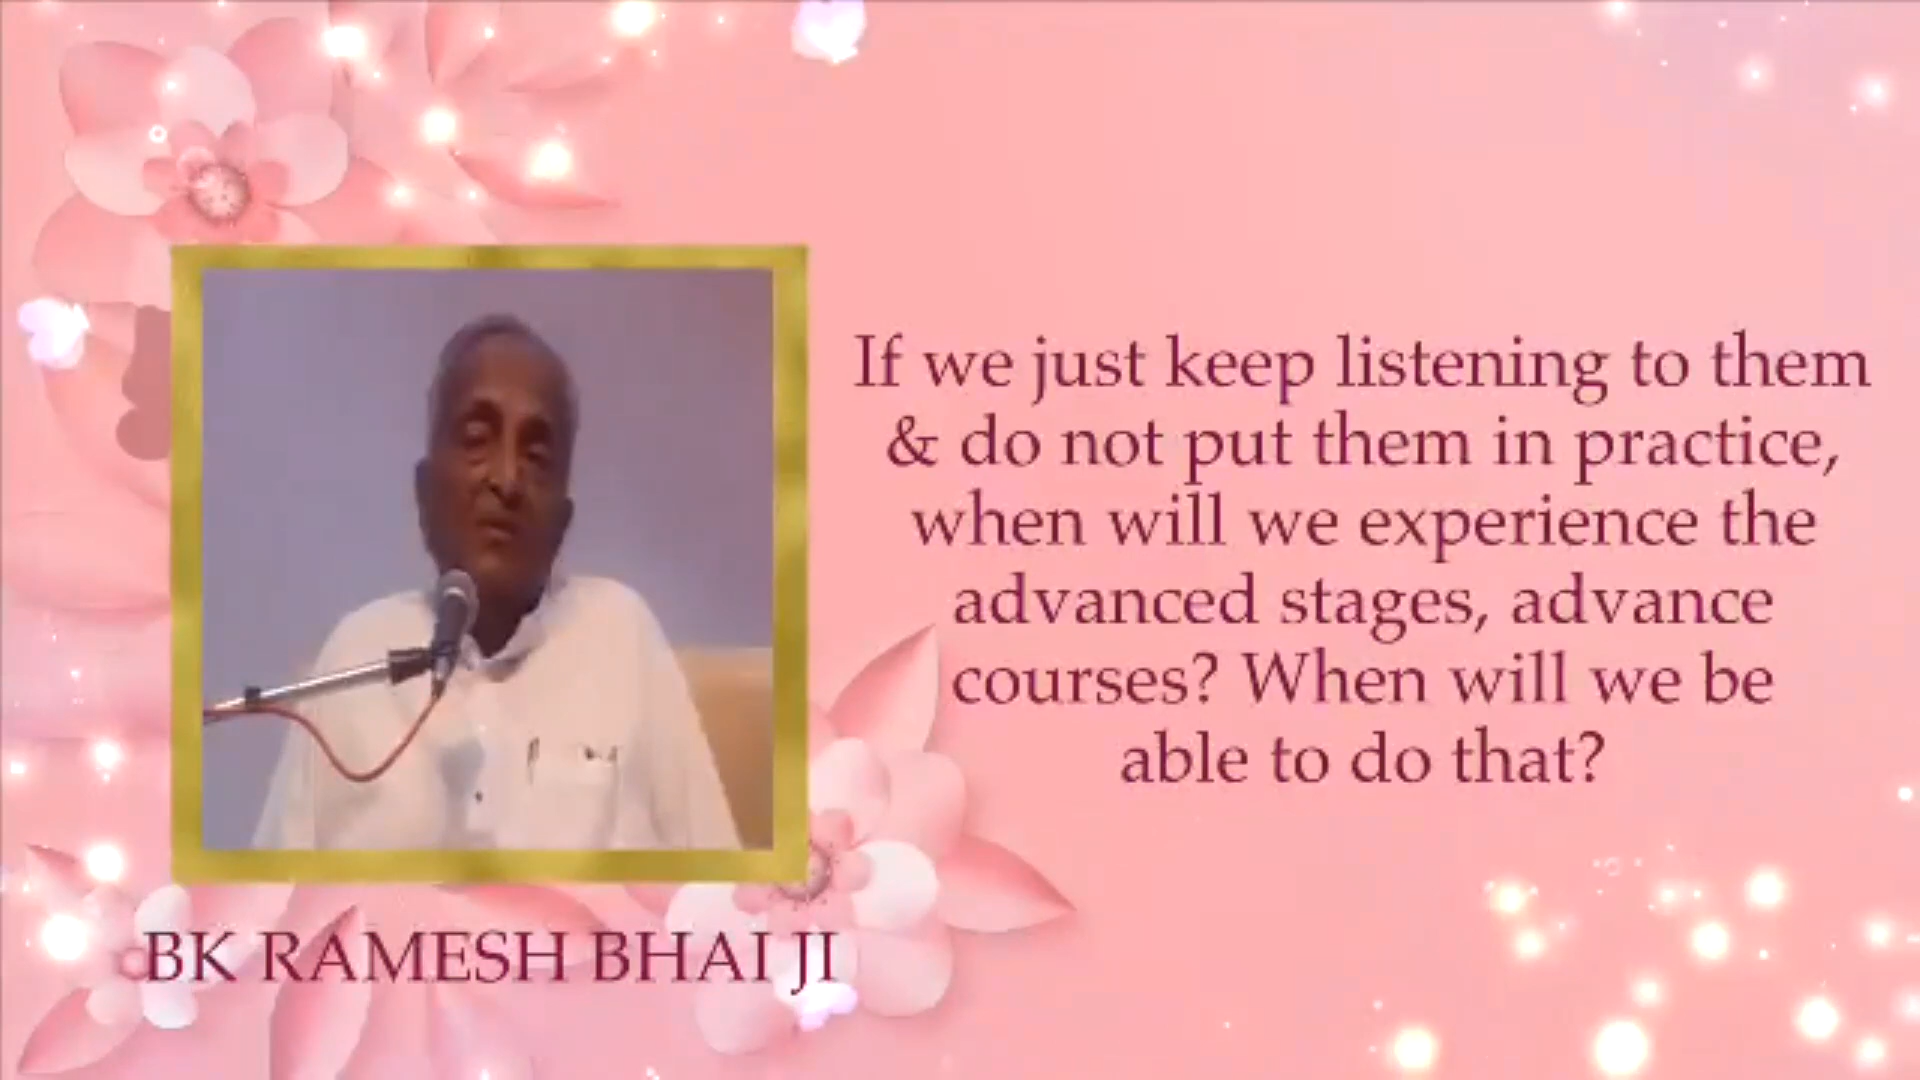 If we just keep listening to them
& do not put them in practice,
when will we experience the
advanced stages, advance
courses? When will we be
able to do that?
BK RAMESH BHAI JI